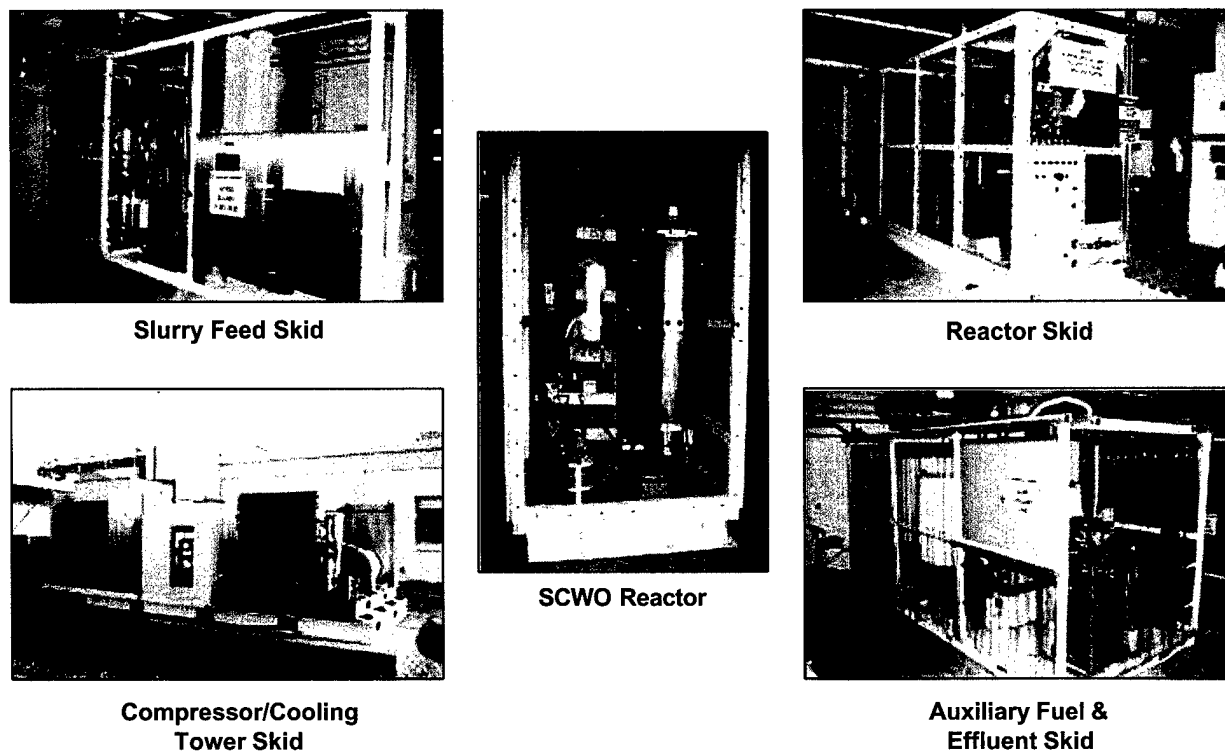 Slurry Feed Skid
Reactor Skid
SCWO Reactor
Compressor/Cooling
Tower Skid
Auxiliary Fuel &
Effluent Skid